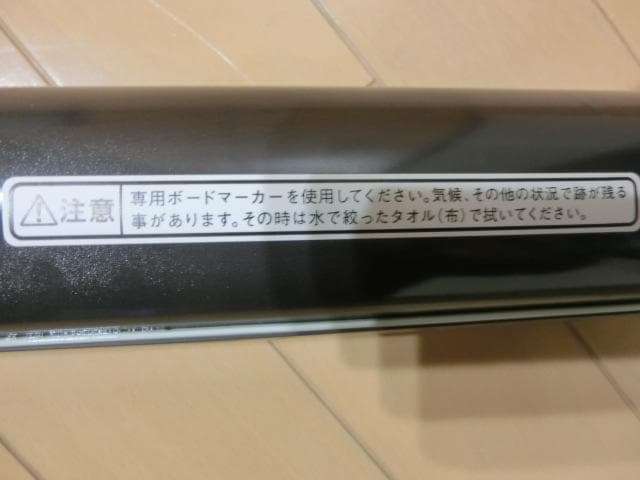 注意
専用ボードマーカーを使用してください。気候、その他の状況で跡が残る
事があります。その時は水で絞ったタオル(布)で拭いてください。